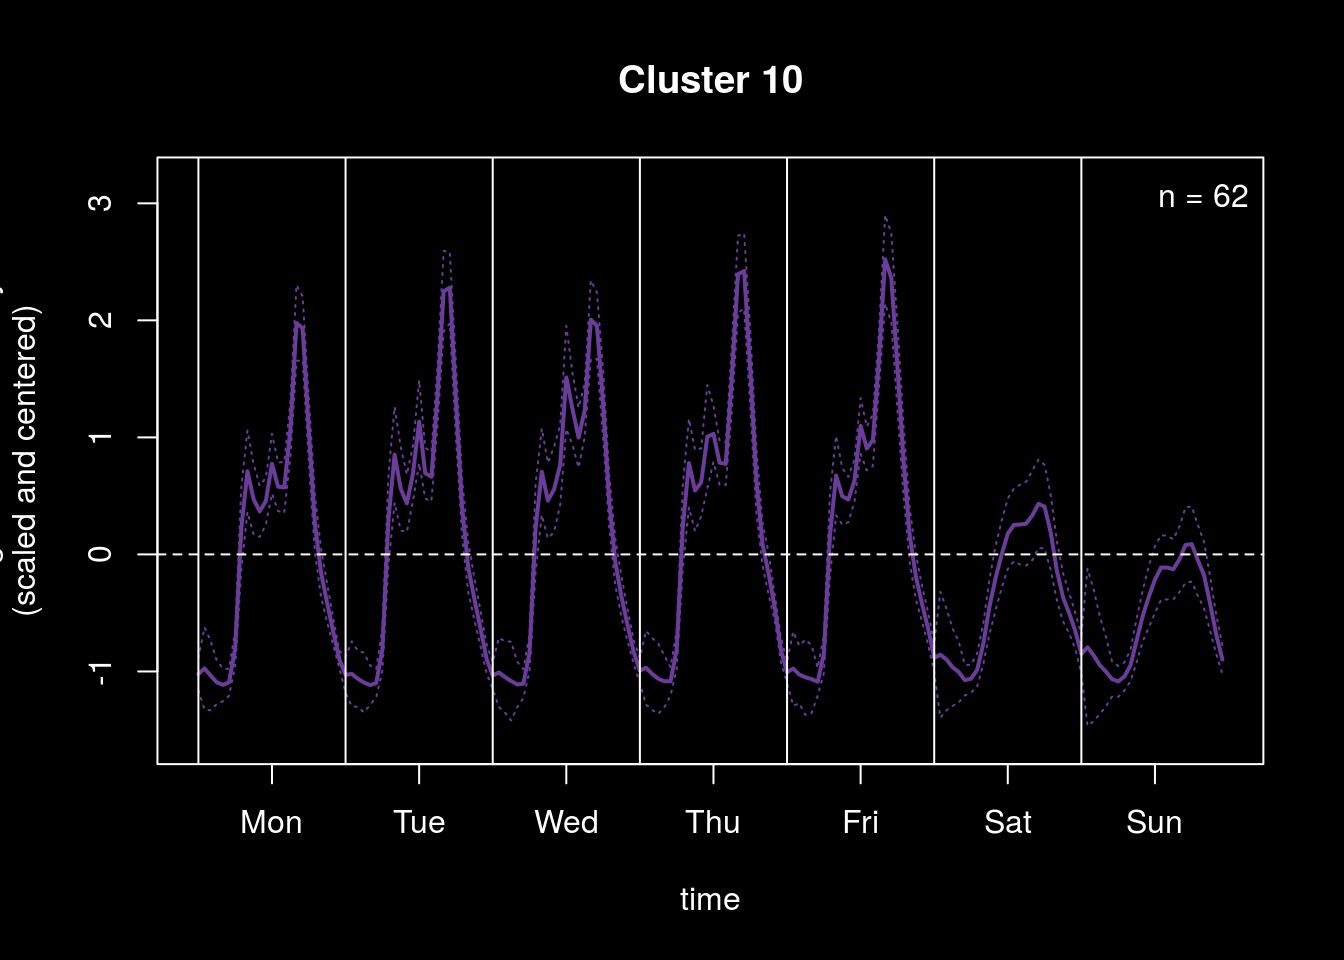 Cluster 10
n = 62
3
2
1
0
-1
(scaled and centered)
Mon Tue Wed Thu Fri Sat Sun
time